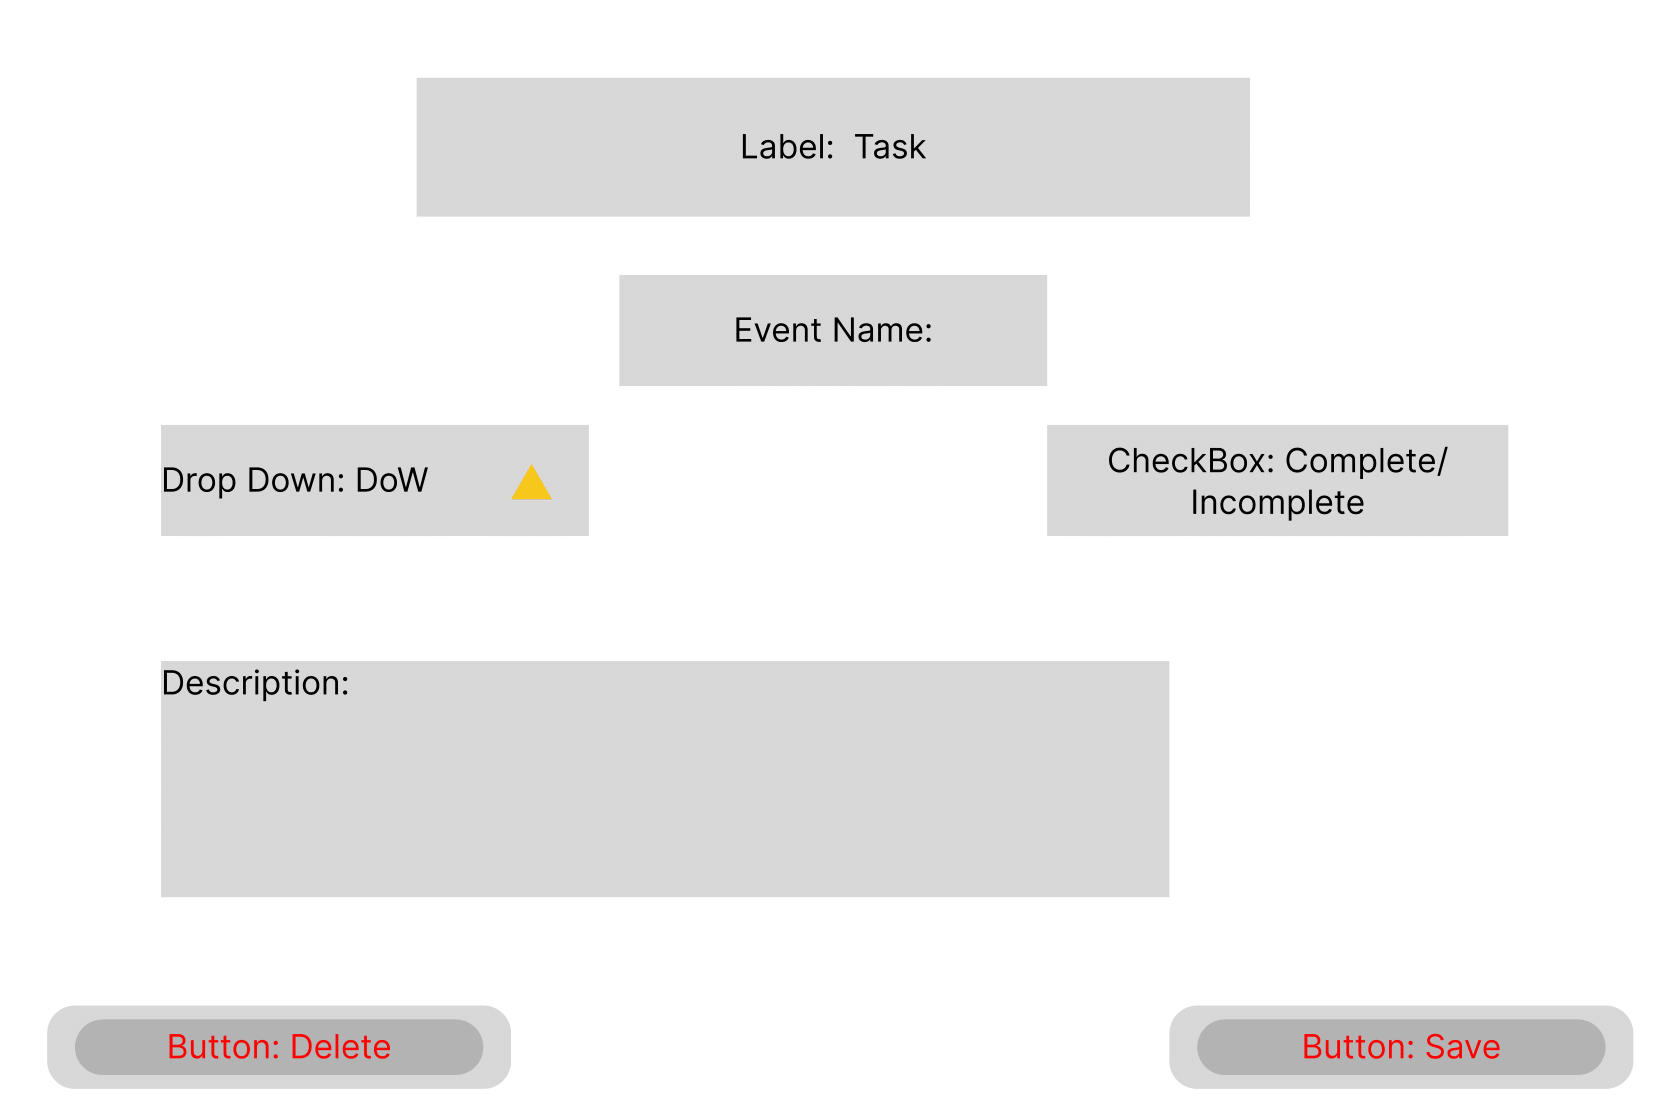 Label:  Task
Event Name:
Drop Down: DoW
CheckBox: Complete/
Incomplete
Description:
Button: Delete
Button: Save